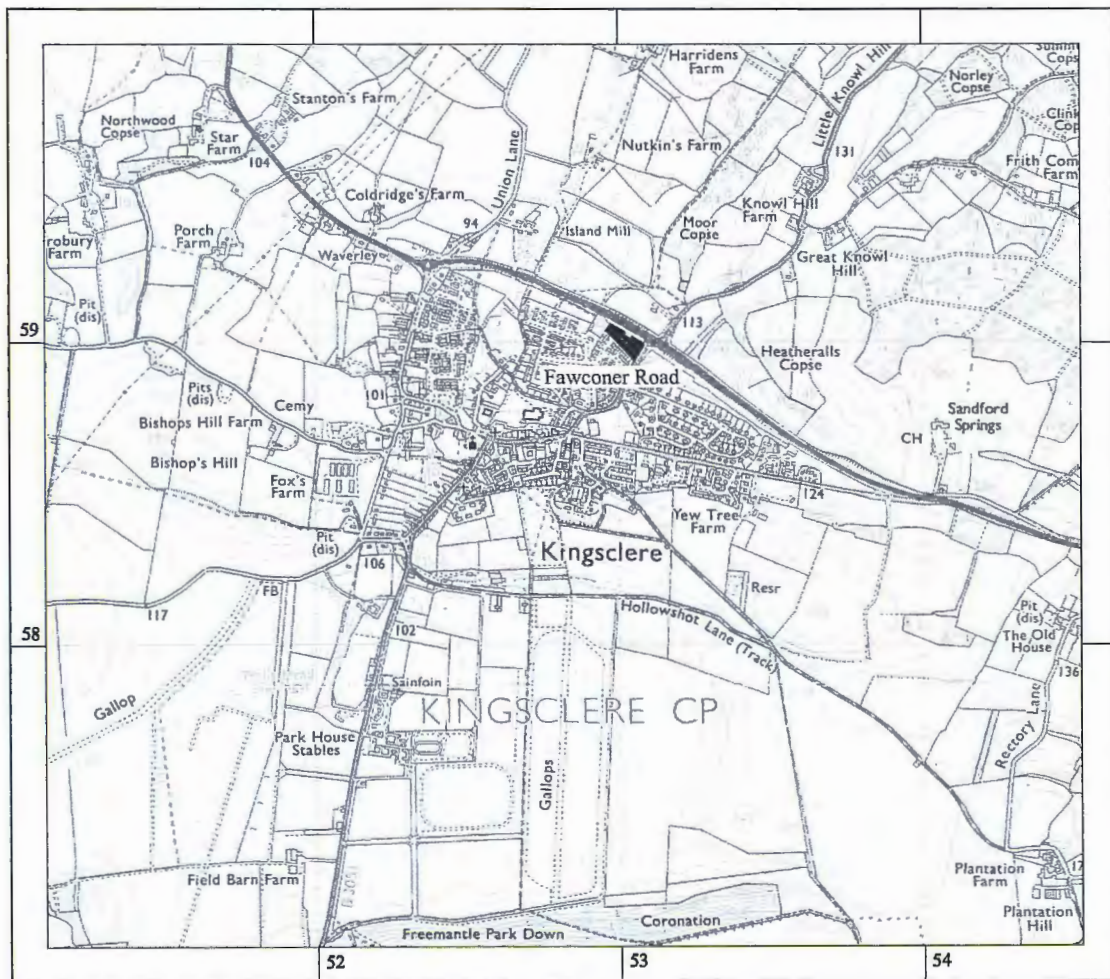 Harridens
Farm
Norley
Copse
Little Knowl Hill
Stanton's Farm
Northwood
Copse
Star
Farm
104
Union Lane
Nutkin's Farm
131
Frith Com
Farm
Coldridge's Farm
94
Island Mill
Moor
Copse
Knowl Hill
Farm
Porch
Farm
robury
Farm
Waverley
Great Knowl
Hill
Pit
(dis)
113
59
Heatheralls
Copse
Fawconer Road
Pits
(dis)
101
Cemy
Bishops Hill Farm
Sandford
Springs
CH
Bishop's Hill
Fox's
Farm
124
Yew Tree
Farm
Pit
(dis)
Kingsclere
106
Resr
FB
117
Hollowshot Lane (Track)
Pit
(dis)
The Old
House
102
58
136
Sainfoin
Gallop
KINGSCLERE CP
Rectory Lane
Park House
Stables
Gallops
Field Barn Farm
Plantation
Farm
17
Plantation
Hill
Coronation
Freemantle Park Down
52
53
54